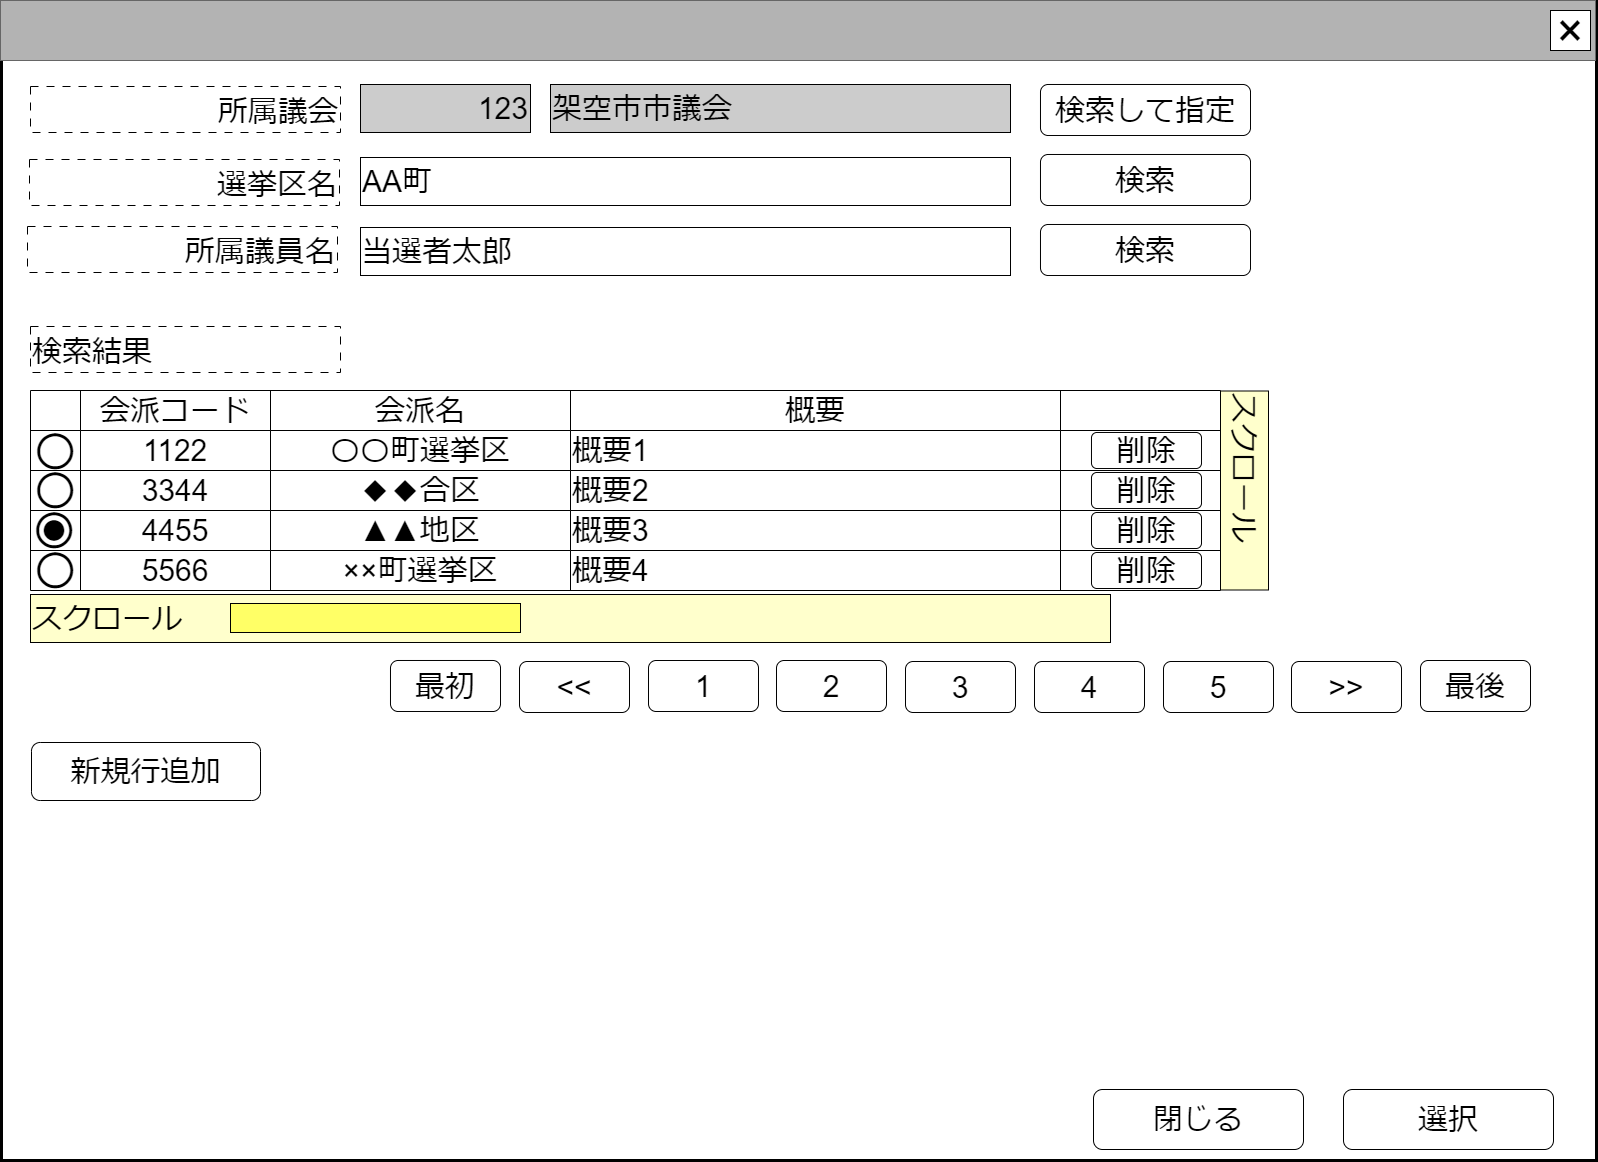 所属議会 123 架空市市議会 検索して指定
選挙区名 AA町 検索
所属議員名 当選者太郎 検索
検索結果
会派コード 会派名 概要
1122 〇〇町選挙区 概要1 削除
3344 ◆◆合区 概要2 削除
4455 ▲▲地区 概要3 削除
5566 ××町選挙区 概要4 削除
スクロール
スクロール
最初 << 1 2 3 4 5 >> 最後
新規行追加
閉じる 選択